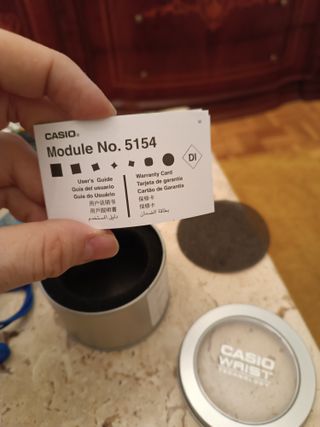 CASIO®
Module No. 5154
DI
User's Guide
Guía del usuario
Guia do Usuário
用户说明书
用戶說明書
دليل المستخدم
Warranty Card
Tarjeta de garantía
Cartão de Garantia
保修卡
保修卡
بطاقة الضمان
CASIO
WRIST
TECHNOLOGY